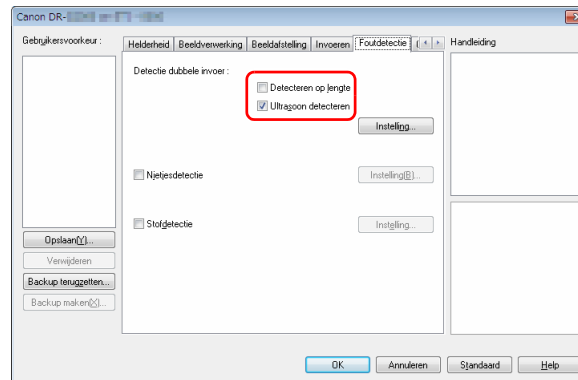 Canon DR-
Gebruikersvoorkeur :
Helderheid
Beeldverwerking
Beeldafstelling
Invoeren
Foutdetectie
Handleiding
Detectie dubbele invoer :
Detecteren op lengte
Ultrasoon detecteren
Instelling...
Nietjesdetectie
Instelling(B)...
Stofdetectie
Instelling...
Opslaan(Y)...
Verwijderen
Backup terugzetten...
Backup maken(X)...
OK
Annuleren
Standaard
Help